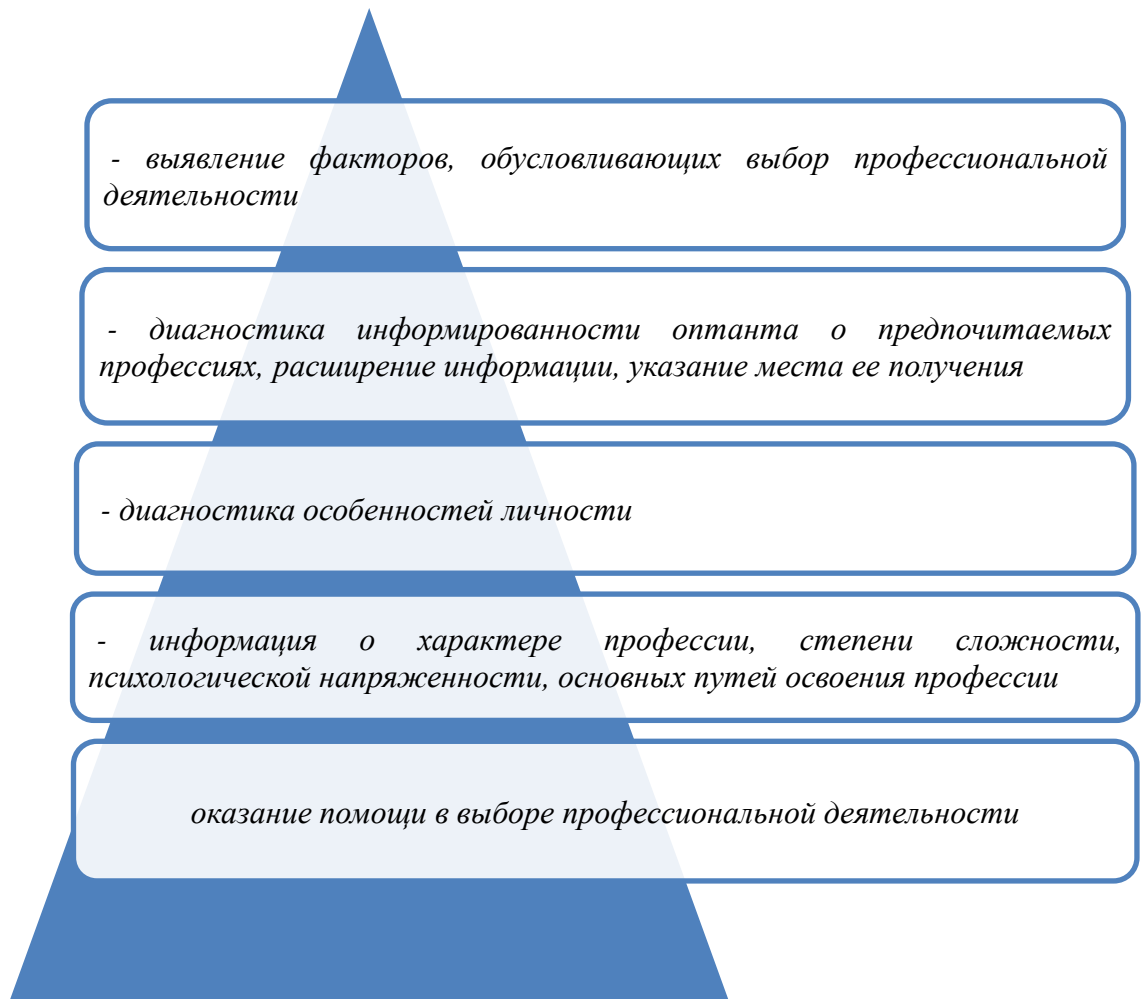 - выявление факторов, обусловливающих выбор профессиональной
деятельности
- диагностика информированности оптанта о предпочитаемых
профессиях, расширение информации, указание места ее получения
- диагностика особенностей личности
- информация о характере профессии, степени сложности,
психологической напряженности, основных путей освоения профессии
оказание помощи в выборе профессиональной деятельности